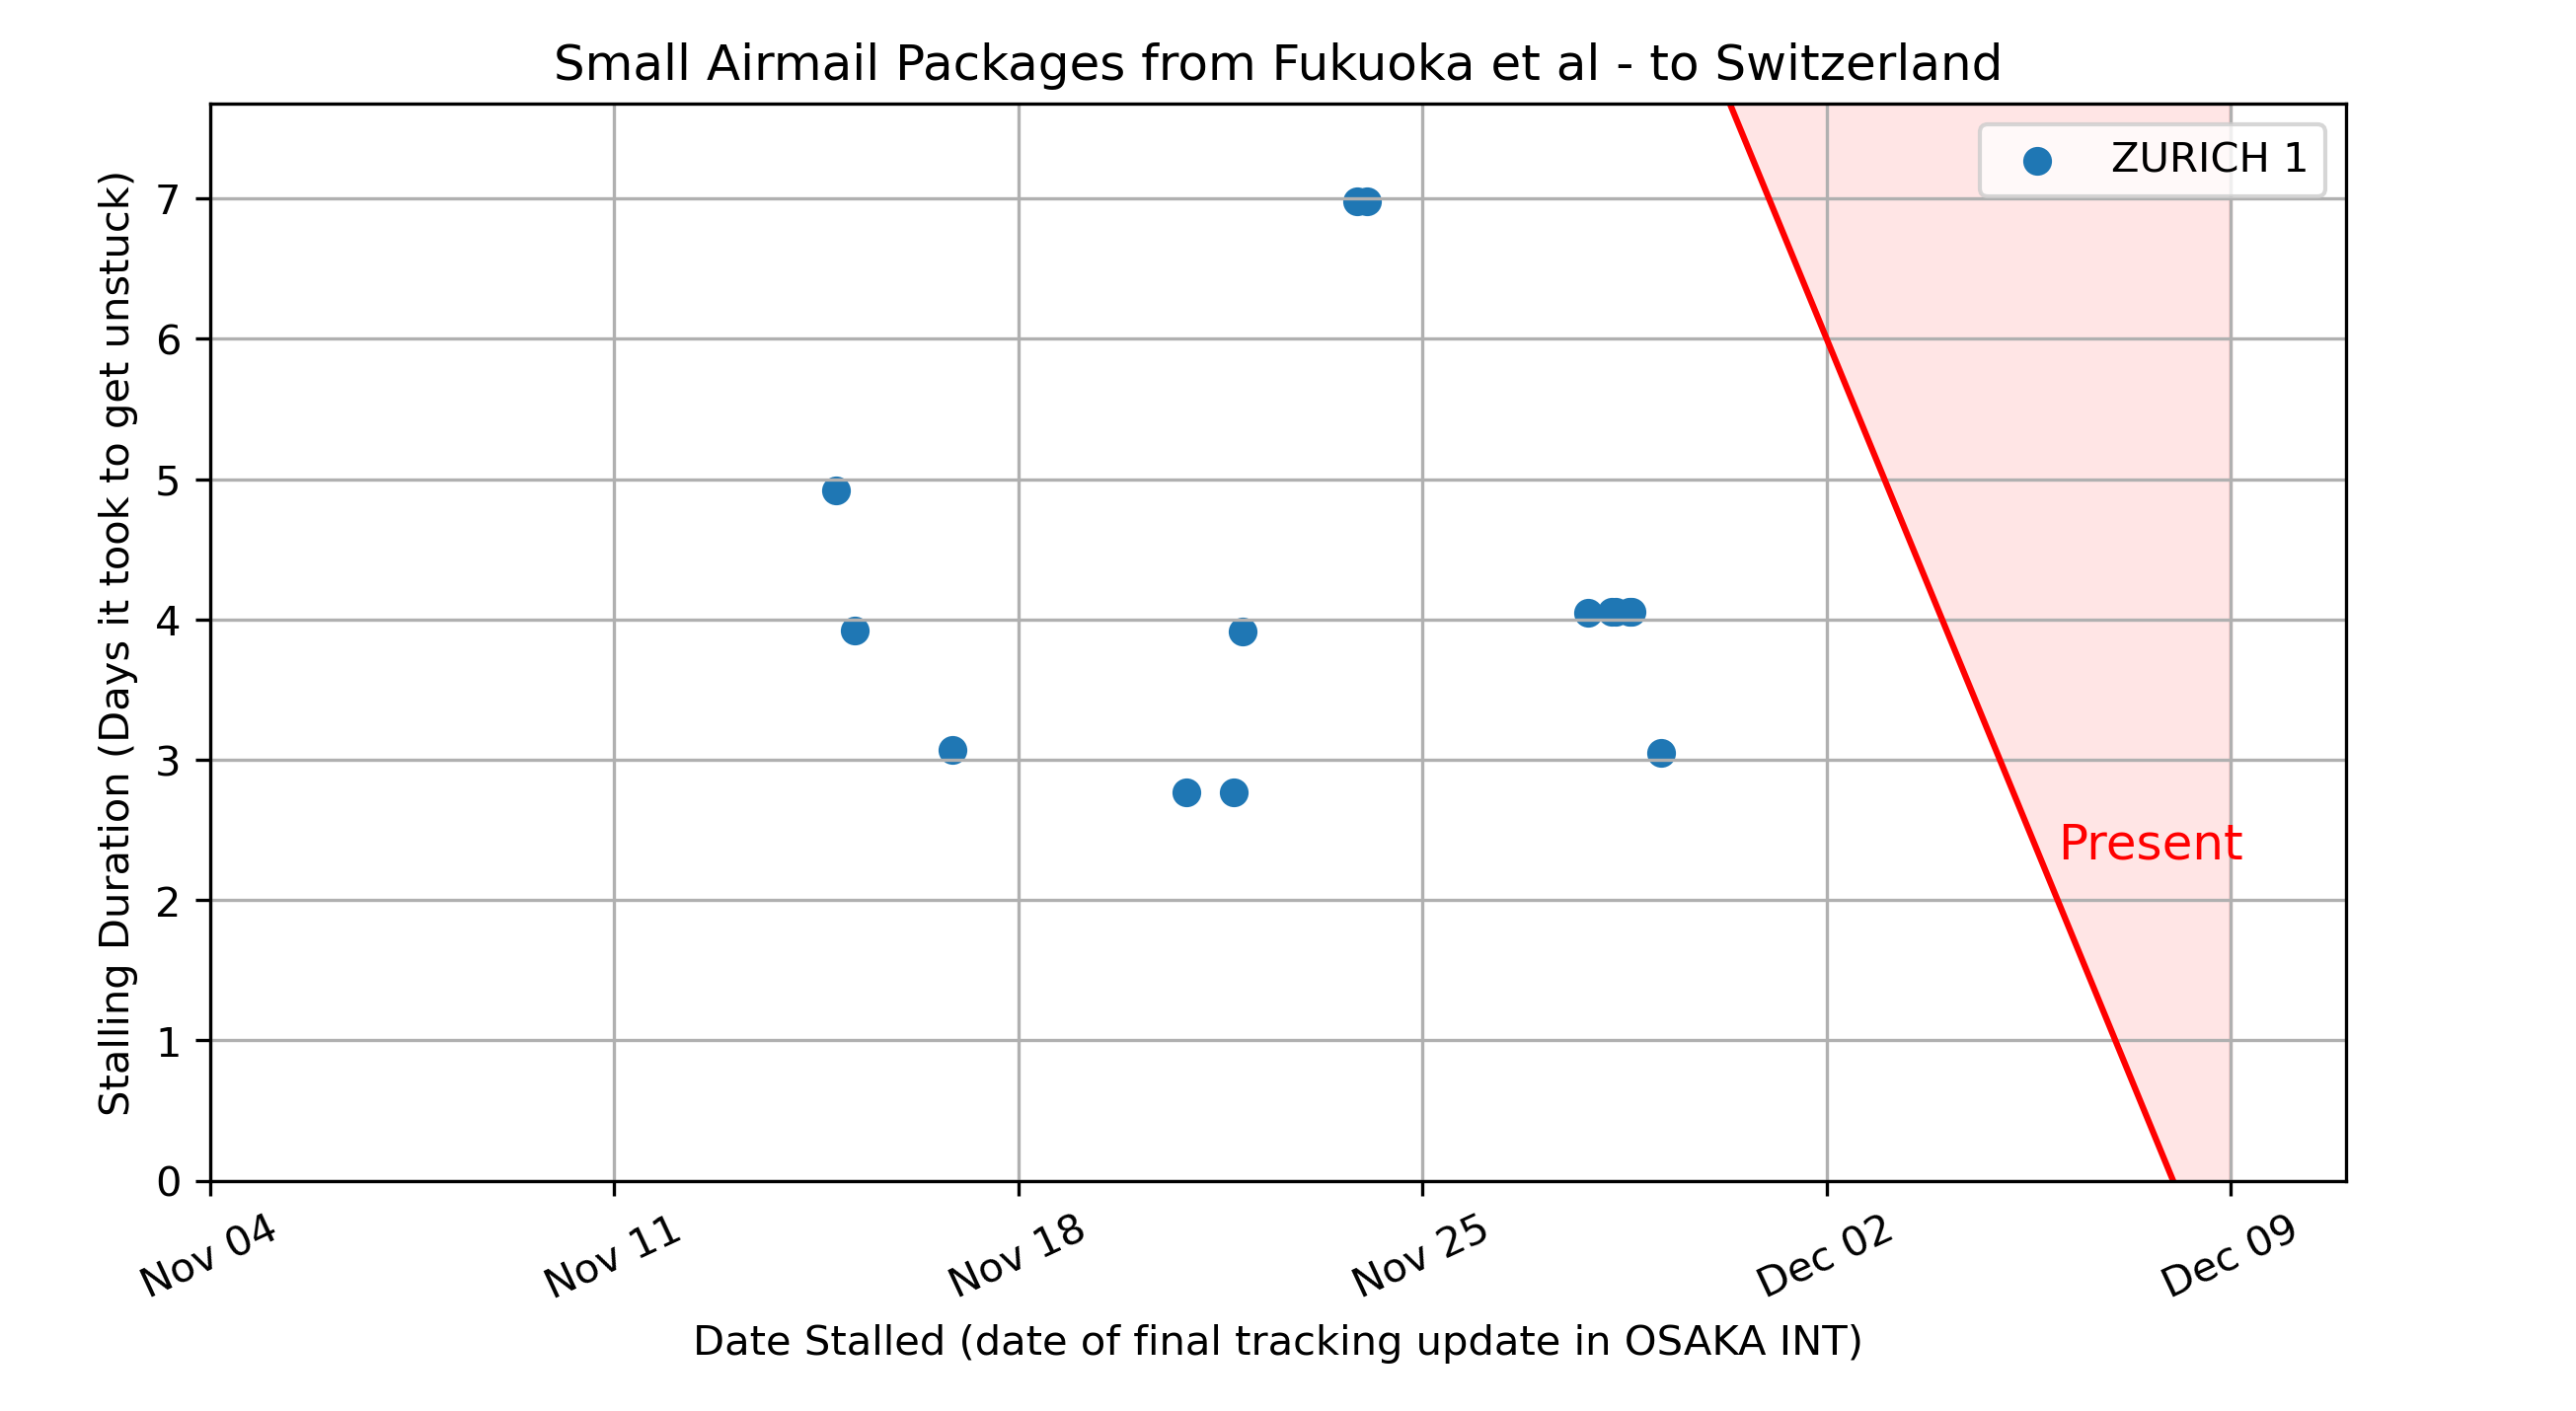 Small Airmail Packages from Fukuoka et al - to Switzerland
ZURICH 1
Stalling Duration (Days it took to get unstuck)
7
6
5
4
3
2
1
0
Present
Nov 04
Nov 11
Nov 18
Nov 25
Dec 02
Dec 09
Date Stalled (date of final tracking update in OSAKA INT)